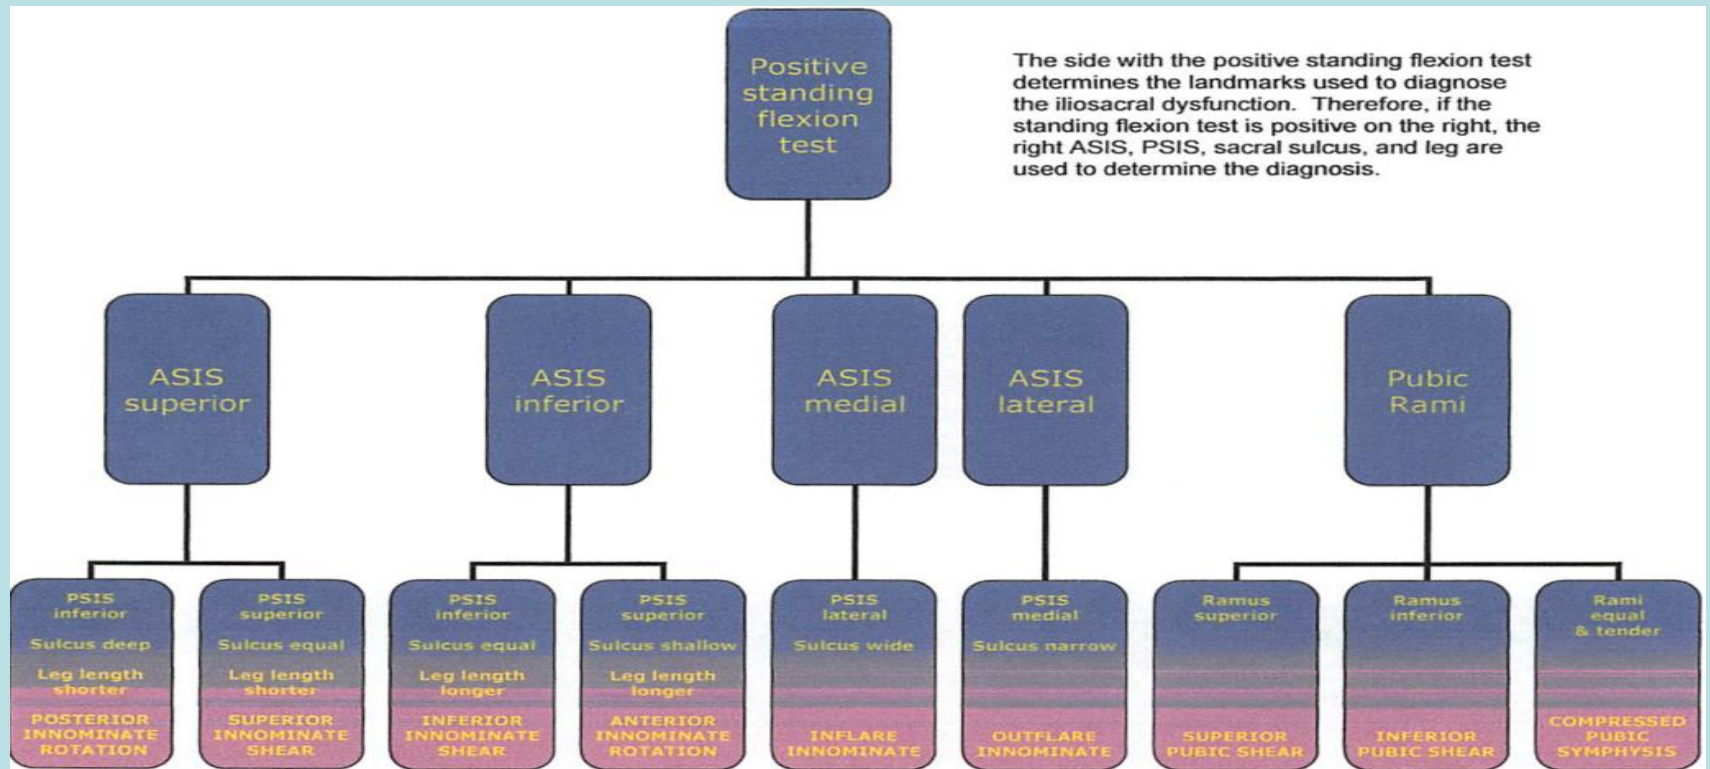 Positive
standing
flexion
test
The side with the positive standing flexion test
determines the landmarks used to diagnose
the iliosacral dysfunction.  Therefore, if the
standing flexion test is positive on the right, the
right ASIS, PSIS, sacral sulcus, and leg are
used to determine the diagnosis.
ASIS
superior
ASIS
inferior
ASIS
medial
ASIS
lateral
Pubic
Rami
PSIS
inferior
Sulcus deep
Leg length
shorter
POSTERIOR
INNOMINATE
ROTATION
PSIS
superior
Sulcus equal
Leg length
shorter
SUPERIOR
INNOMINATE
SHEAR
PSIS
inferior
Sulcus equal
Leg length
longer
INFERIOR
INNOMINATE
SHEAR
PSIS
superior
Sulcus shallow
Leg length
longer
ANTERIOR
INNOMINATE
ROTATION
PSIS
lateral
Sulcus wide
INFLARE
INNOMINATE
PSIS
medial
Sulcus narrow
OUTFLARE
INNOMINATE
Ramus
superior
SUPERIOR
PUBIC SHEAR
Ramus
inferior
INFERIOR
PUBIC SHEAR
Rami
equal
& tender
COMPRESSED
PUBIC
SYMPHYSIS